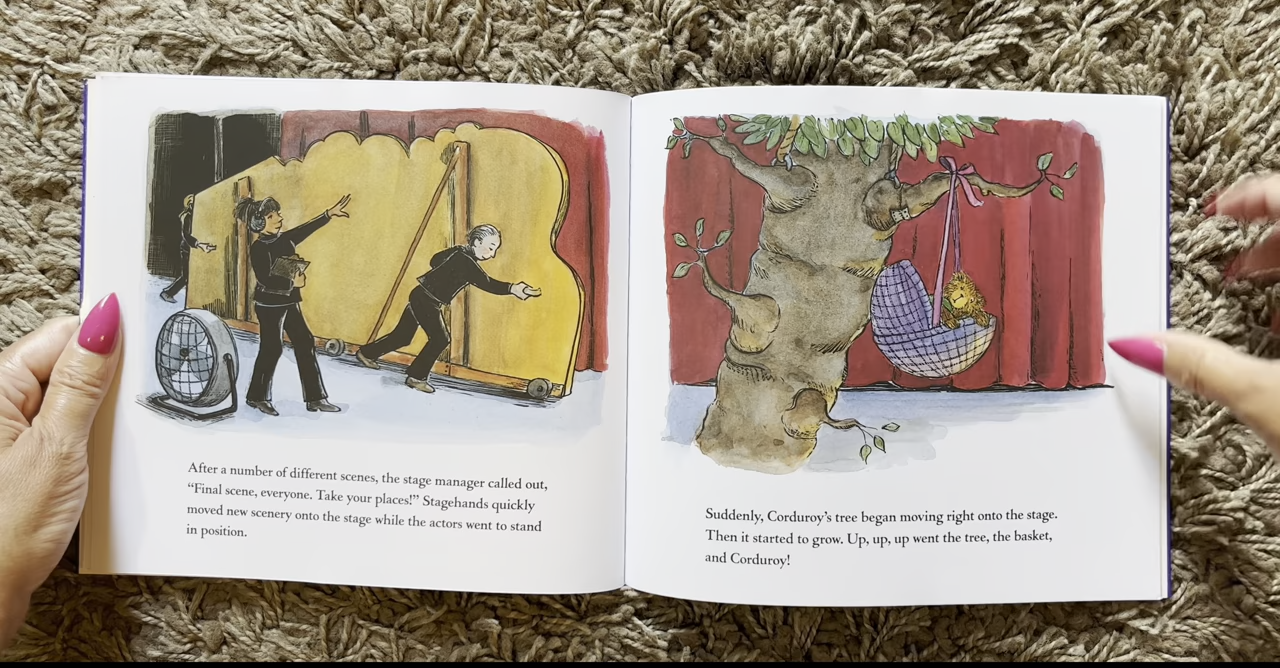 After a number of different scenes, the stage manager called out,
“Final scene, everyone. Take your places!” Stagehands quickly
moved new scenery onto the stage while the actors went to stand
in position.
Suddenly, Corduroy’s tree began moving right onto the stage.
Then it started to grow. Up, up, up went the tree, the basket,
and Corduroy!